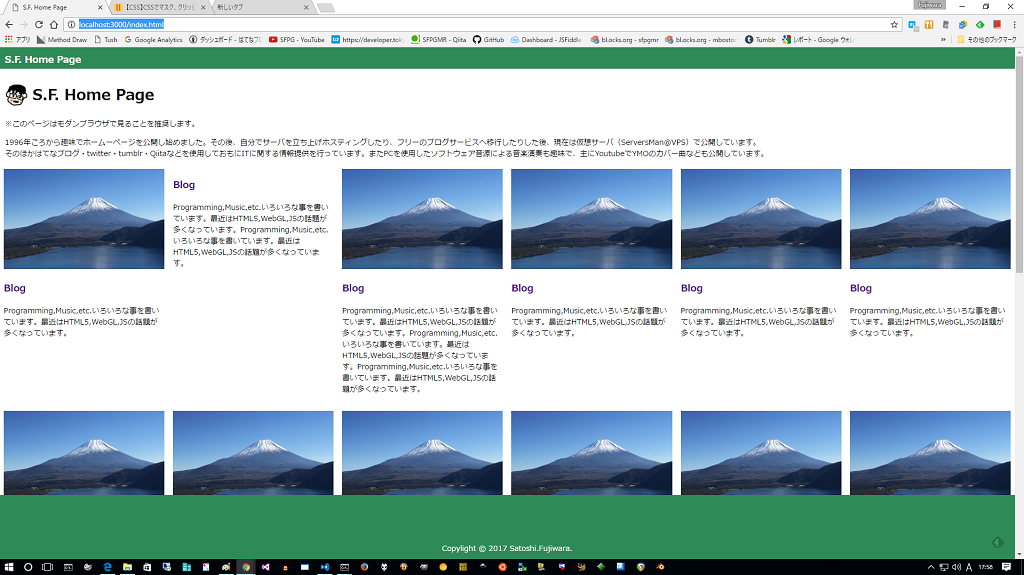 fujiwara
S.F. Home Page
【CSS】CSSでマスク、クリッピ
新しいタブ
localhost:3000/index.html
アプリ
Method Draw
Tush
Google Analytics
ダッシュボード - はてなブ
SFPG - YouTube
https://developer.tok
SFPGMR - Qiita
GitHub
Dashboard - JSFiddle
bl.ocks.org - sfpgmr
bl.ocks.org - mbostoc
Tumblr
レポート - Google ウォレ
»
その他のブックマーク
S.F. Home Page
S.F. Home Page
※このページはモダンブラウザで見ることを推奨します。
1996年ころから趣味でホームーページを公開し始めました。その後、自分でサーバを立ち上げホスティングしたり、フリーのブログサービスへ移行したりした後、現在は仮想サーバ（ServersMan@VPS）で公開しています。
そのほかはてなブログ・twitter・tumblr・Qiitaなどを使用しておもにITに関する情報提供を行っています。またPCを使用したソフトウェア音源による音楽演奏も趣味で、主にYoutubeでYMOのカバー曲なども公開しています。
Blog
Programming,Music,etc.いろいろな事を書い
ています。最近はHTML5,WebGL,JSの話題が
多くなっています。Programming,Music,etc.
いろいろな事を書いています。最近は
HTML5,WebGL,JSの話題が多くなっていま
す。
Blog
Programming,Music,etc.いろいろな事を書い
ています。最近はHTML5,WebGL,JSの話題が
多くなっています。
Blog
Programming,Music,etc.いろいろな事を書い
ています。最近はHTML5,WebGL,JSの話題が
多くなっています。Programming,Music,etc.
いろいろな事を書いています。最近は
HTML5,WebGL,JSの話題が多くなっていま
す。Programming,Music,etc.いろいろな事を
書いています。最近はHTML5,WebGL,JSの話
題が多くなっています。
Blog
Programming,Music,etc.いろいろな事を書い
ています。最近はHTML5,WebGL,JSの話題が
多くなっています。
Blog
Programming,Music,etc.いろいろな事を書い
ています。最近はHTML5,WebGL,JSの話題が
多くなっています。
Blog
Programming,Music,etc.いろいろな事を書い
ています。最近はHTML5,WebGL,JSの話題が
多くなっています。
Copylight © 2017 Satoshi.Fujiwara.
A
17:58